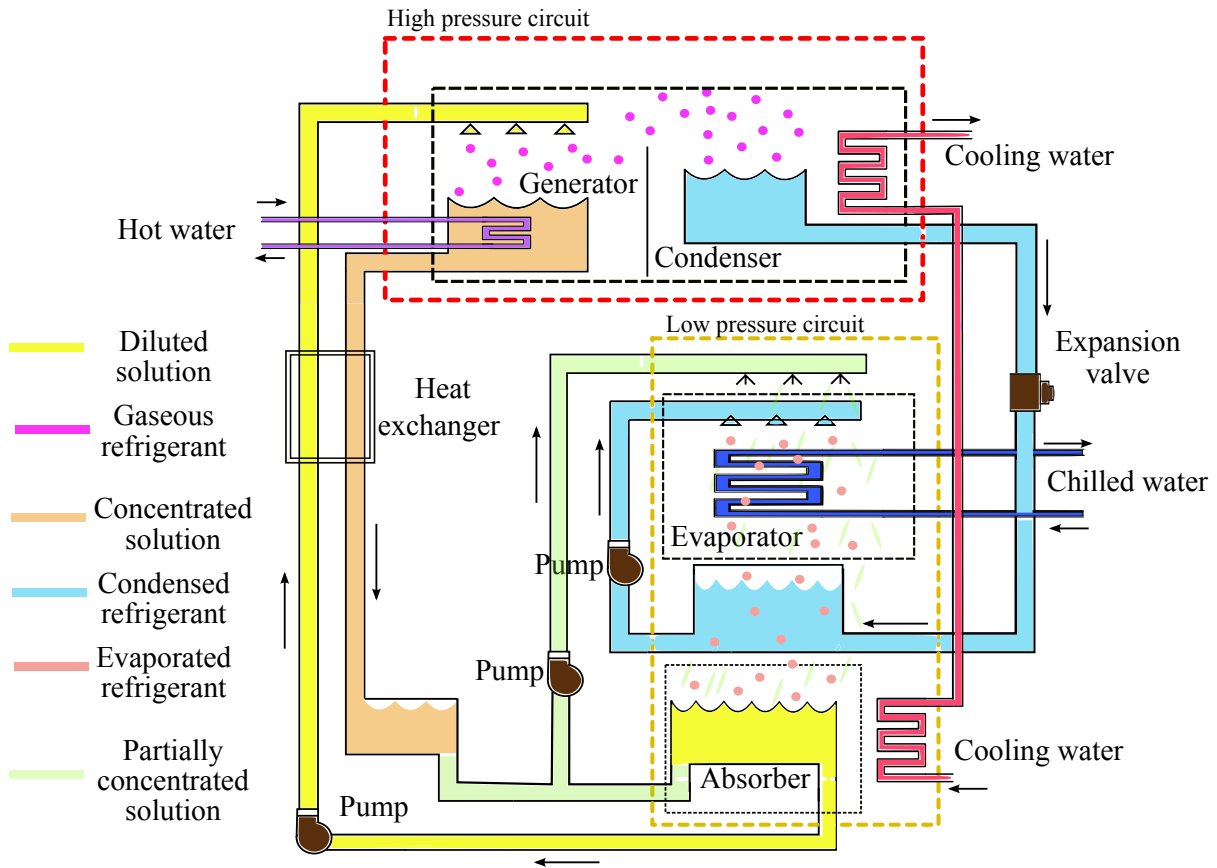 High pressure circuit
Cooling water
Generator
Hot water
Condenser
Low pressure circuit
Diluted
solution
Expansion
valve
Heat
exchanger
Gaseous
refrigerant
Chilled water
Concentrated
solution
Evaporator
Pump
Condensed
refrigerant
Evaporated
refrigerant
Pump
Cooling water
Absorber
Partially
concentrated
solution
Pump